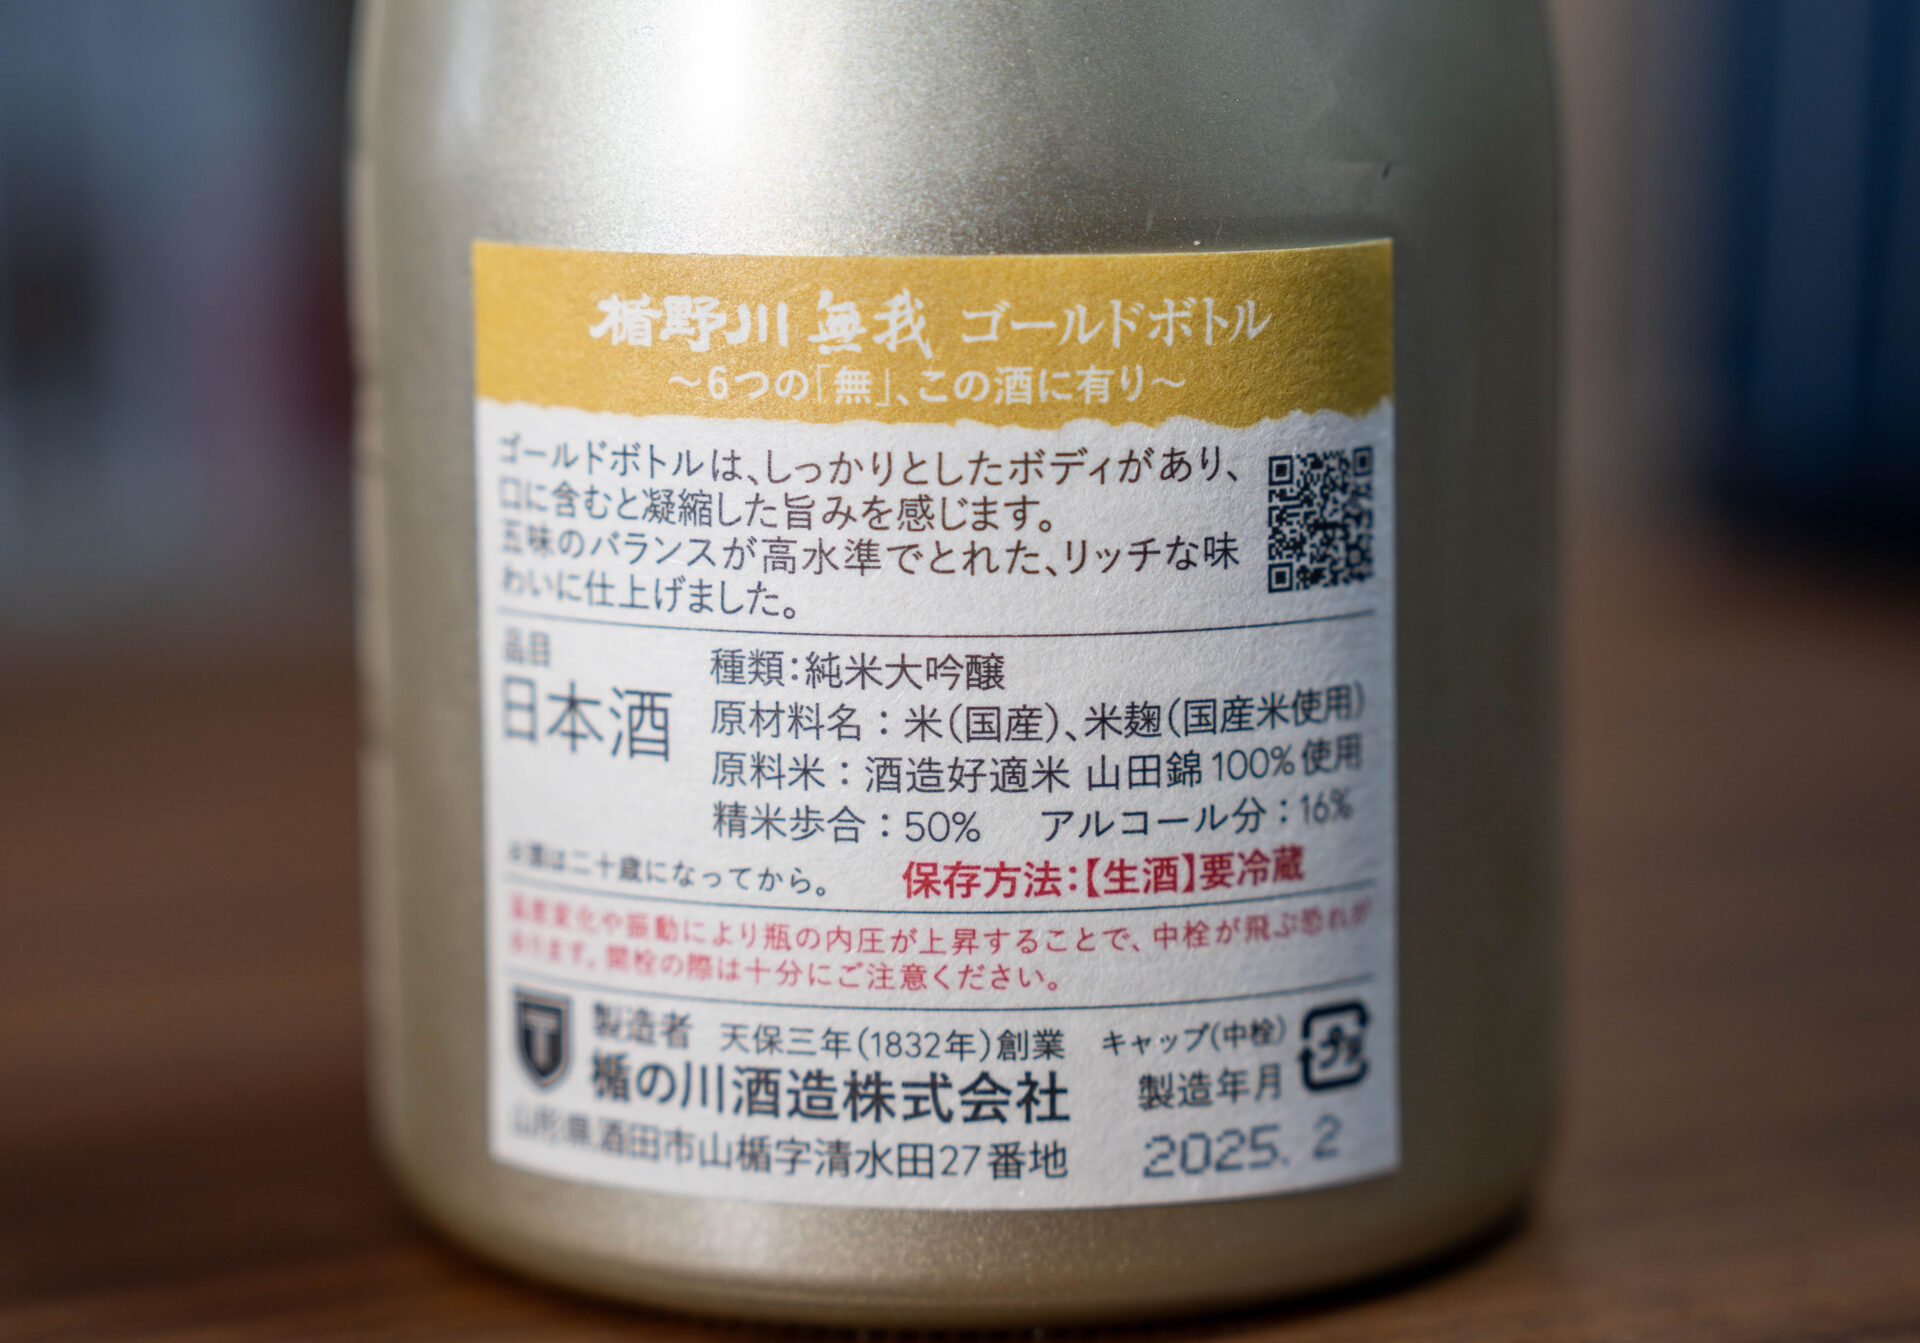 楯野川 無我 ゴールドボトル
～6つの「無」、この酒に有り～
ゴールドボトルは、しっかりとしたボディがあり、
口に含むと凝縮した旨みを感じます。
五味のバランスが高水準でとれた、リッチな味
わいに仕上げました。
品目
日本酒
種類：純米大吟醸
原材料名：米（国産）、米麹（国産米使用）
原料米：酒造好適米 山田錦100％使用
精米歩合：50％ アルコール分：16％
お酒は二十歳になってから。
保存方法：【生酒】要冷蔵
温度変化や振動により瓶の内圧が上昇することで、中栓が飛ぶ恐れが
あります。開栓の際は十分にご注意ください。
T
製造者 天保三年（1832年）創業
楯の川酒造株式会社
山形県酒田市山楯字清水田27番地
キャップ（中栓）
プラ
製造年月
2025. 2